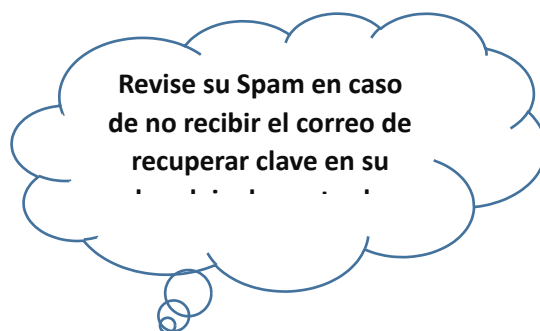 Revise su Spam en caso
de no recibir el correo de
recuperar clave en su